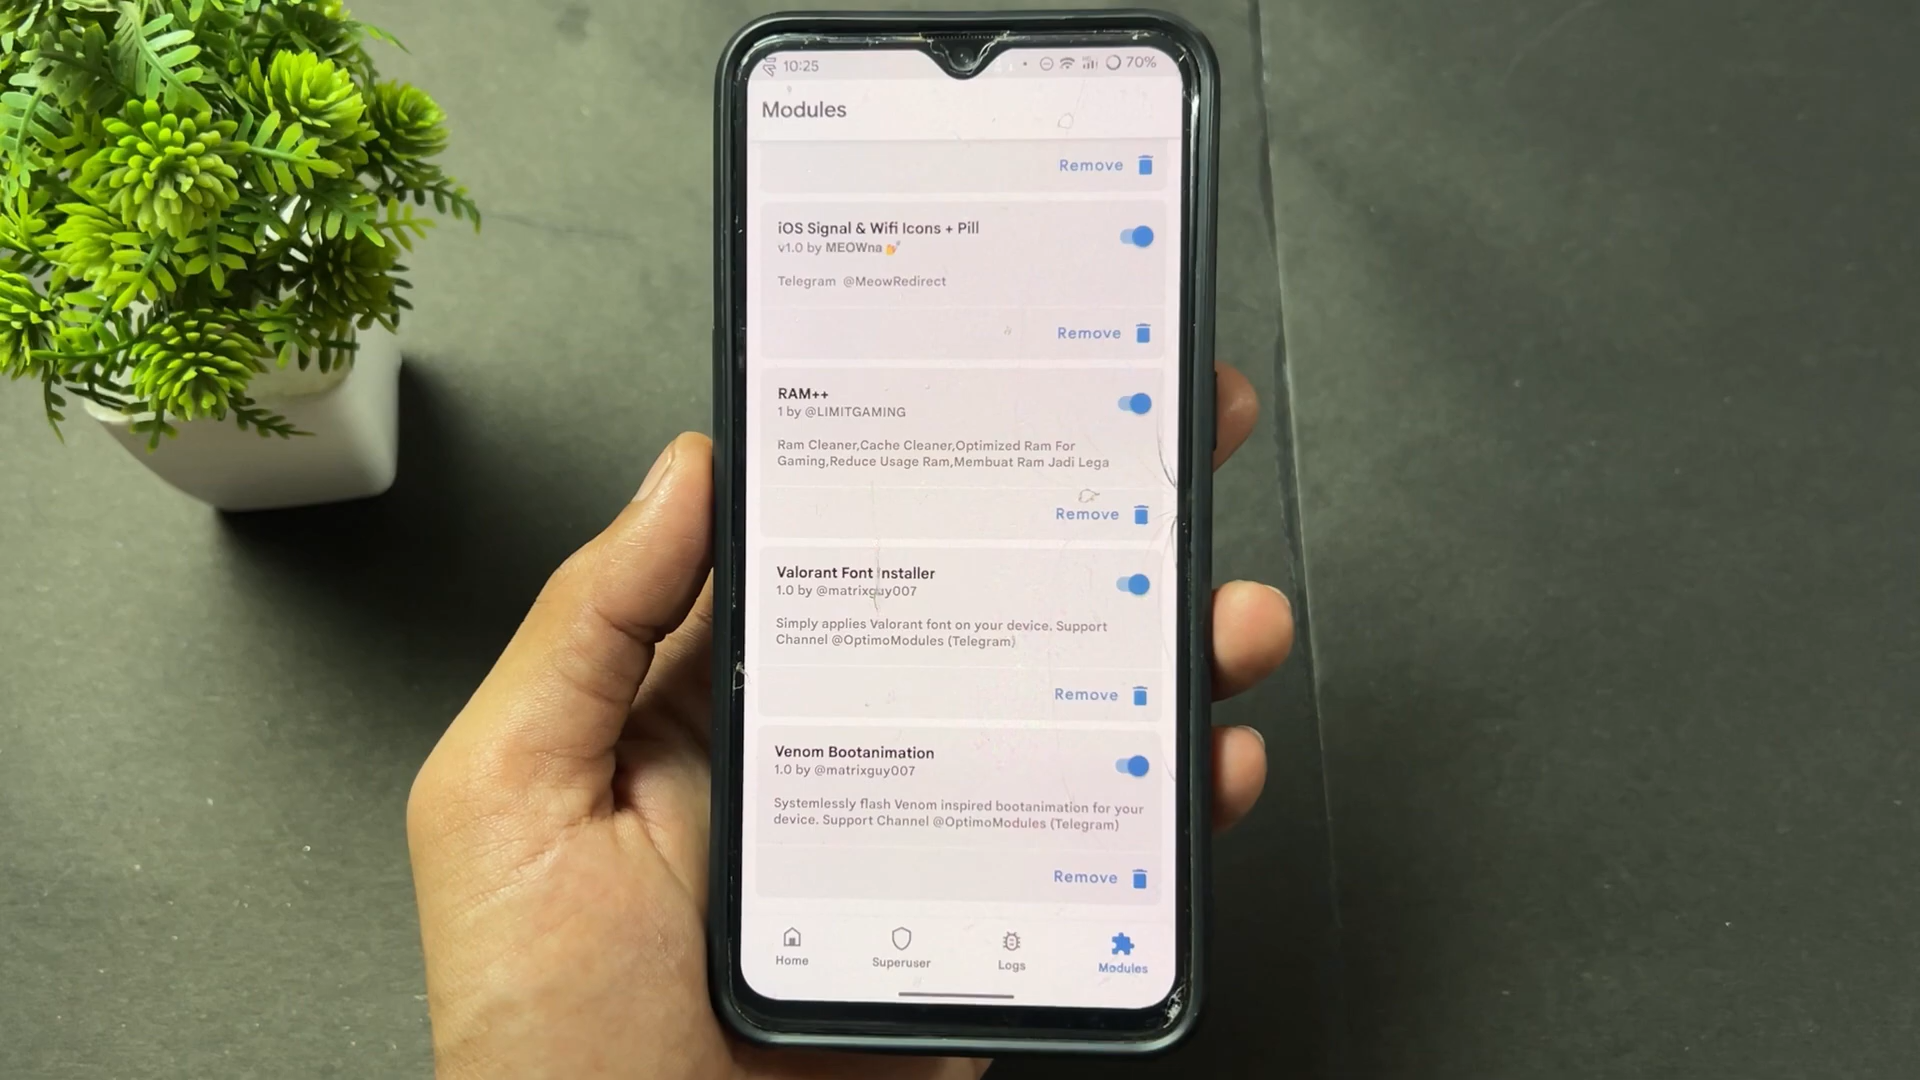 10:25
70%
Modules
Remove
iOS Signal & Wifi Icons + Pill
v1.0 by MEOWna 💅
Telegram @MeowRedirect
Remove
RAM++
1 by @LIMITGAMING
Ram Cleaner,Cache Cleaner,Optimized Ram For
Gaming,Reduce Usage Ram,Membuat Ram Jadi Lega
Remove
Valorant Font Installer
1.0 by @matrixguy007
Simply applies Valorant font on your device. Support
Channel @OptimoModules (Telegram)
Remove
Venom Bootanimation
1.0 by @matrixguy007
Systemlessly flash Venom inspired bootanimation for your
device. Support Channel @OptimoModules (Telegram)
Remove
Home
Superuser
Logs
Modules